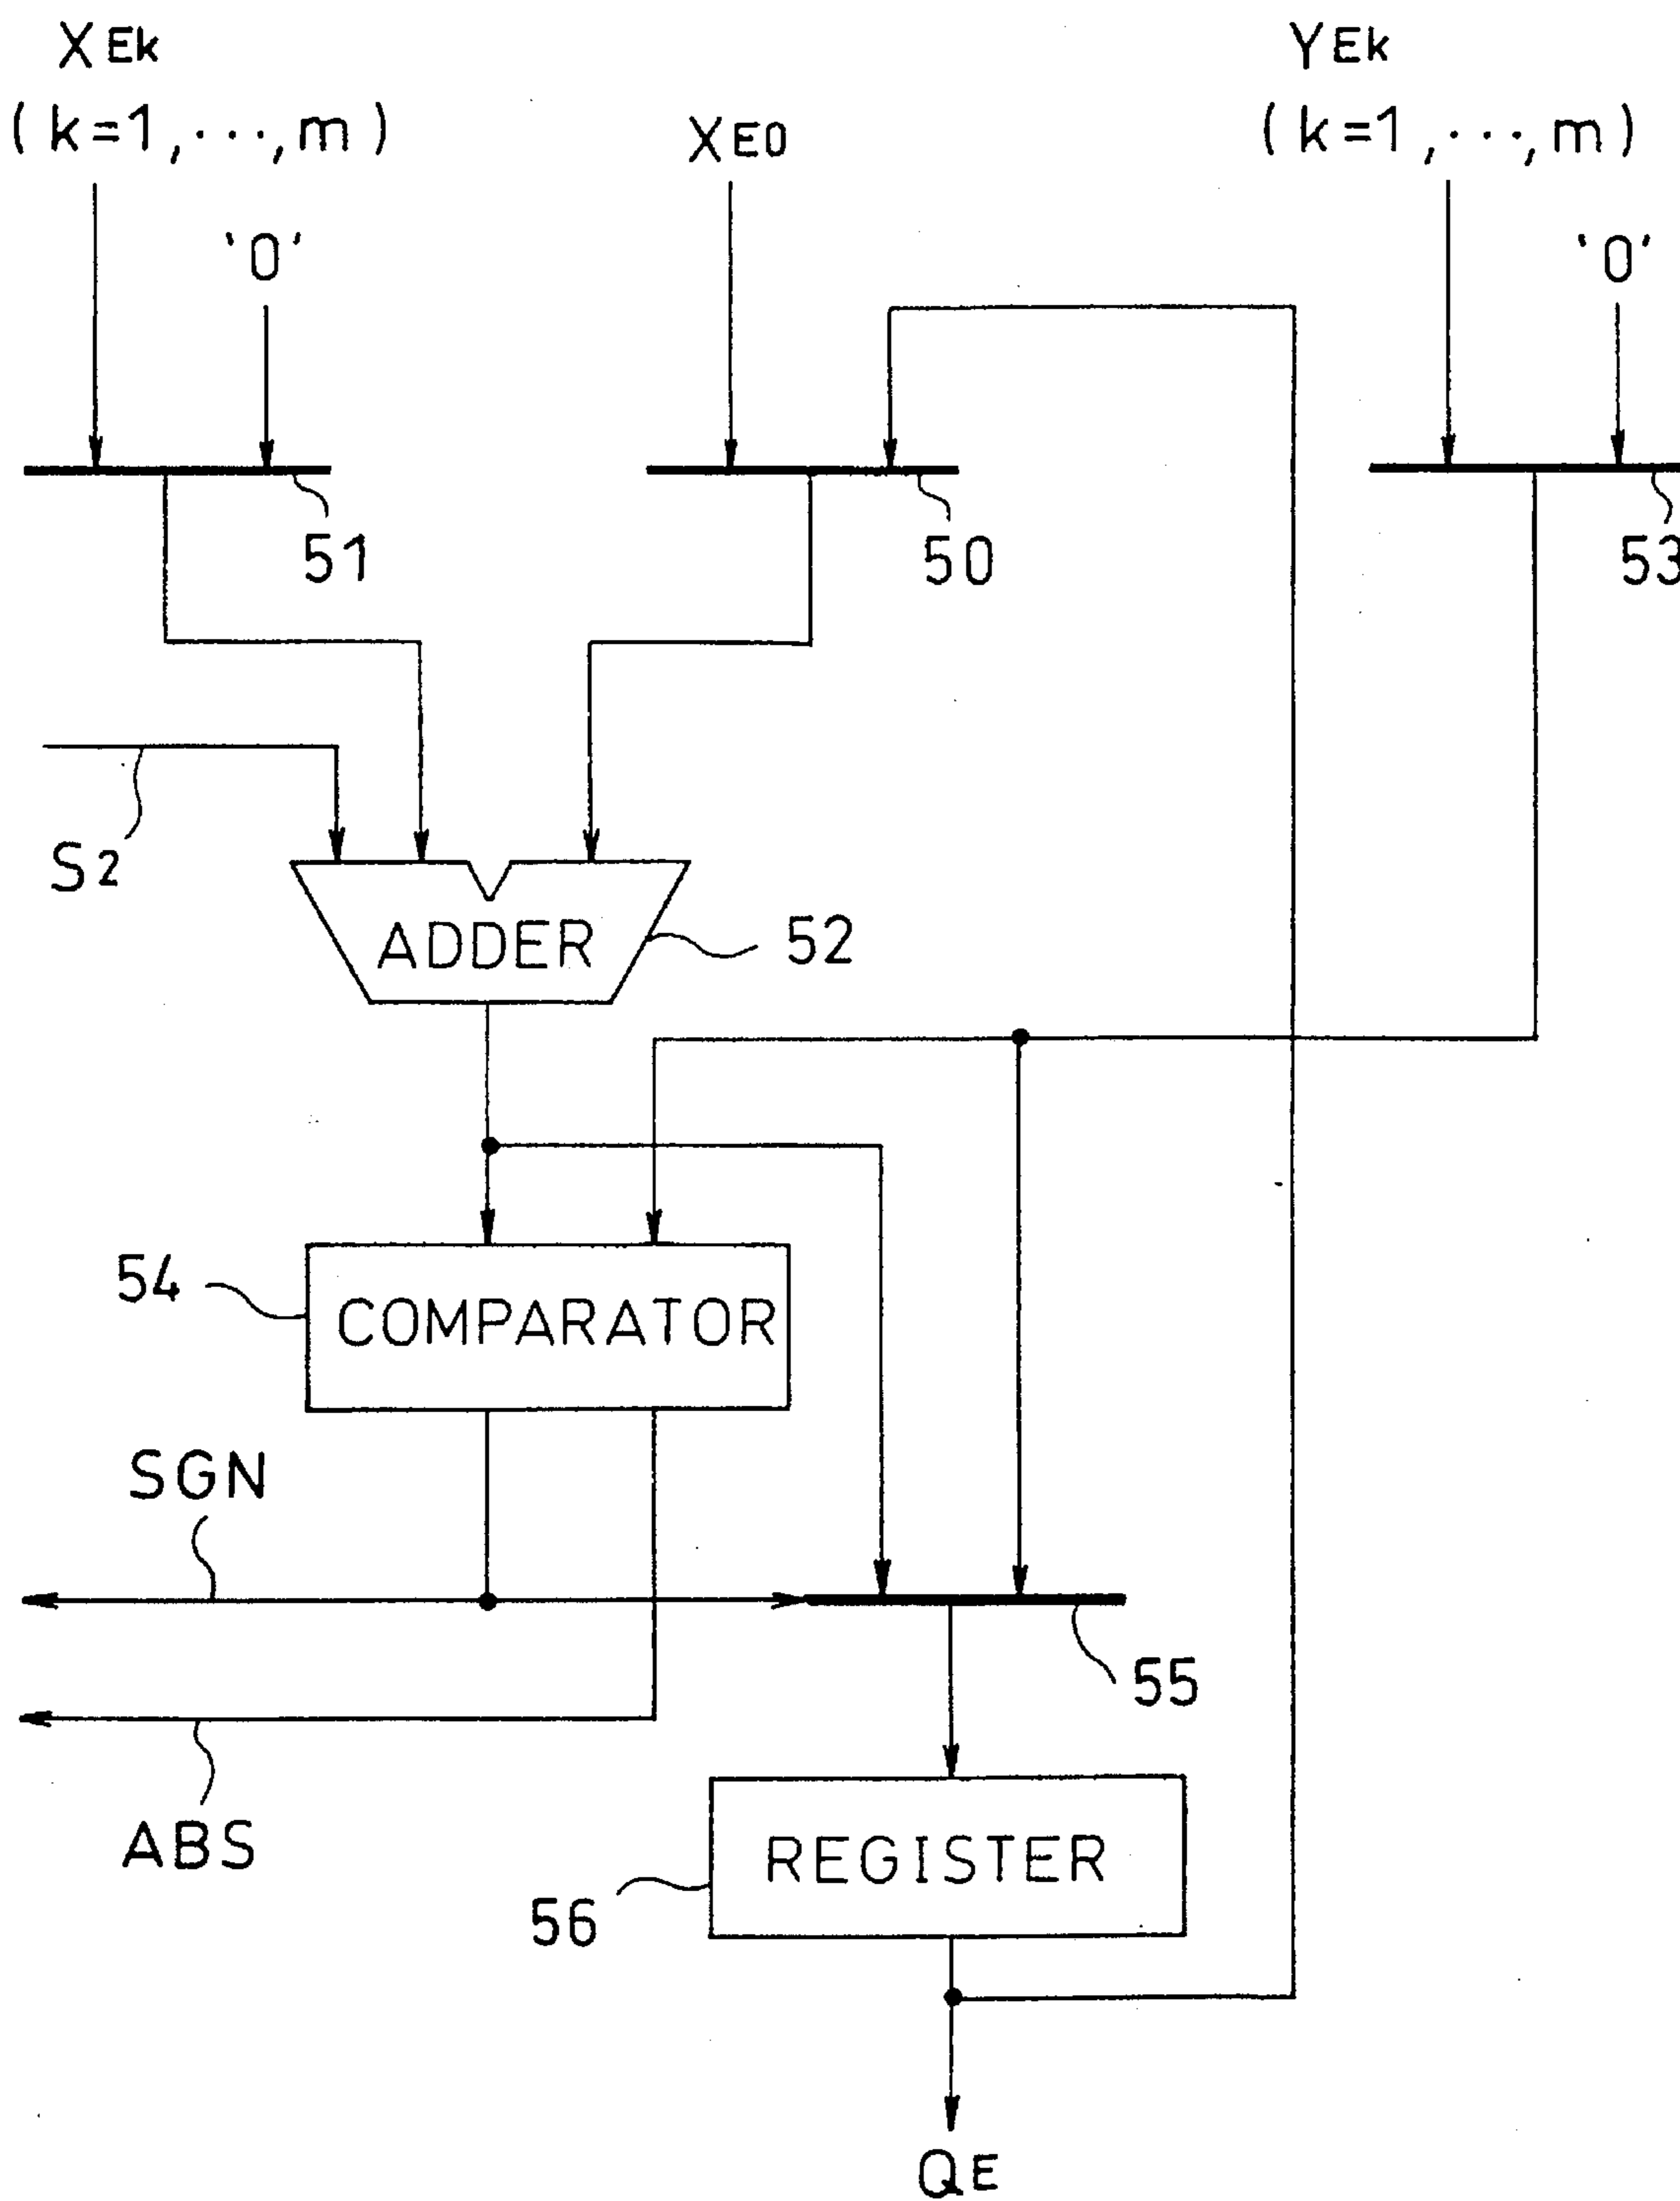 XEk
(k=1,···,m)
XE0
YEk
(k=1,···,m)
'0'
'0'
51
50
53
S2
ADDER
52
54
COMPARATOR
SGN
55
ABS
REGISTER
56
QE